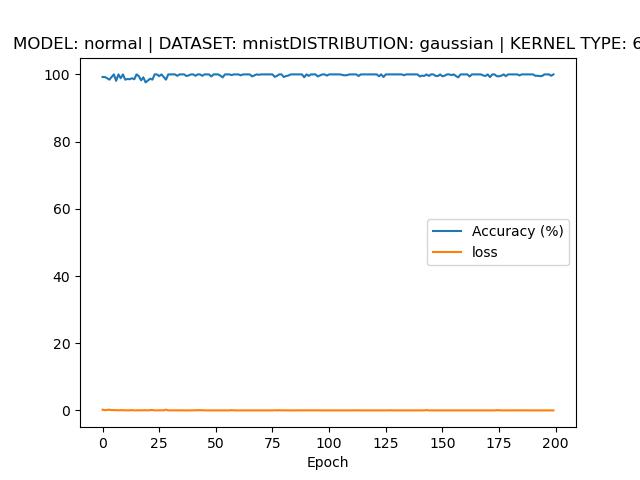 MODEL: normal | DATASET: mnistDISTRIBUTION: gaussian | KERNEL TYPE: 6
100
80
60
40
20
0
Accuracy (%)
loss
0 25 50 75 100 125 150 175 200
Epoch